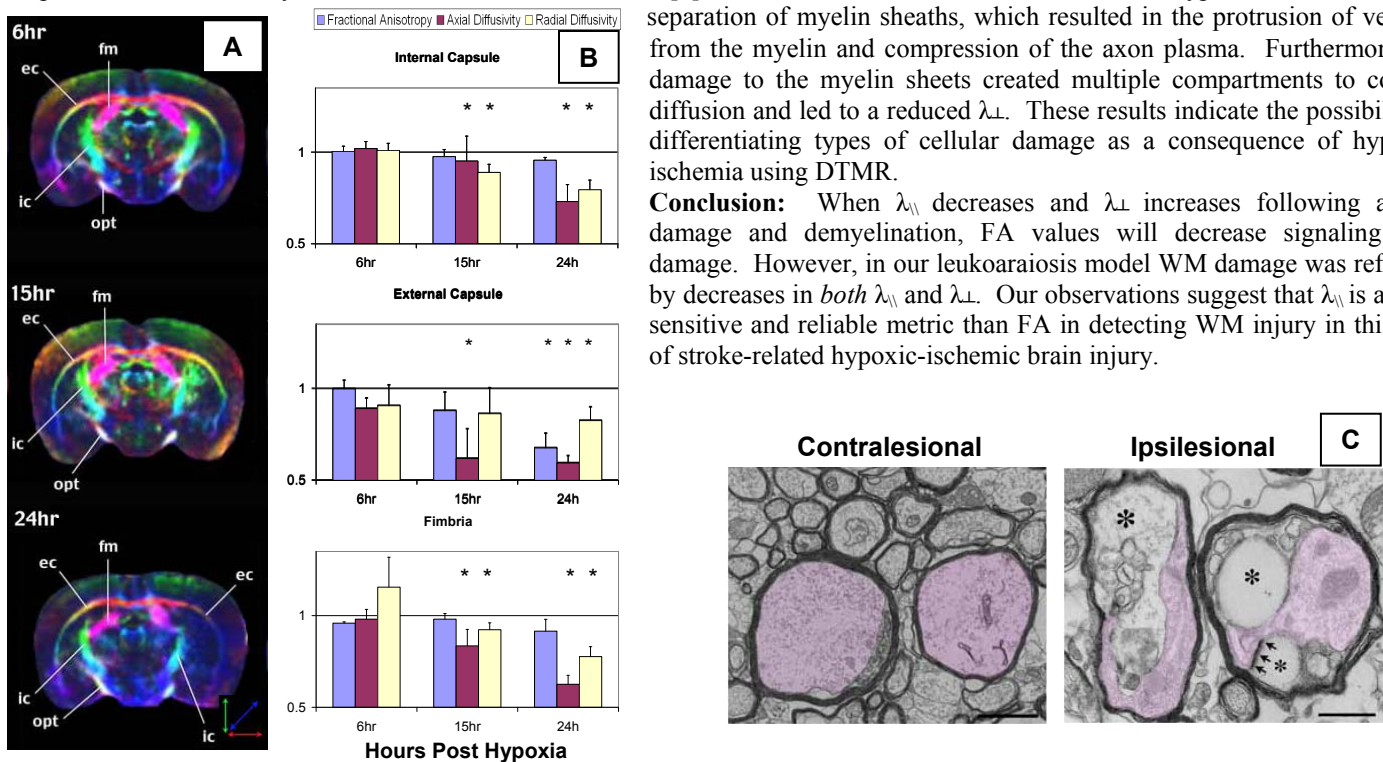 separation of myelin sheaths, which resulted in the protrusion of
from the myelin and compression of the axon plasma. Furthermor
damage to the myelin sheets created multiple compartments to
diffusion and led to a reduced λ⊥. These results indicate the
differentiating types of cellular damage as a consequence of
ischemia using DTMR.
Conclusion: When λ\\ decreases and λ⊥ increases following
damage and demyelination, FA values will decrease signaling
damage. However, in our leukoaraiosis model WM damage was
by decreases in both λ\\ and λ⊥. Our observations suggest that λ\\ is
sensitive and reliable metric than FA in detecting WM injury in
of stroke-related hypoxic-ischemic brain injury.
A
6hr
fm
ec
ic
opt
15hr
fm
ec
ic
opt
24hr
fm
ec
ec
ic
opt
ic
Fractional Anisotropy Axial Diffusivity Radial Diffusivity
B
Internal Capsule
* * * *
1
0.5
6hr 15hr 24h
External Capsule
* * * *
1
0.5
6hr 15hr 24h
Fimbria
* * * *
1
0.5
6hr 15hr 24h
Hours Post Hypoxia
Contralesional Ipsilesional C
*
*
*